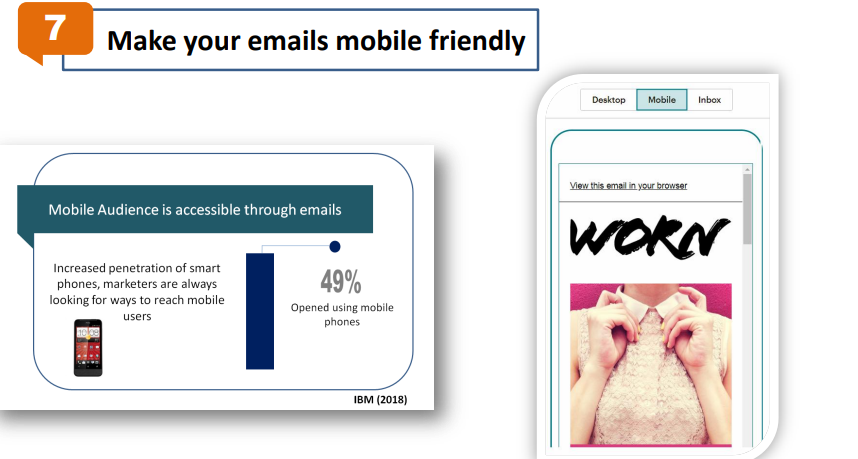 7
Make your emails mobile friendly
Desktop
Mobile
Inbox
View this email in your browser
WORN
Mobile Audience is accessible through emails
Increased penetration of smart
phones, marketers are always
looking for ways to reach mobile
users
49%
Opened using mobile
phones
IBM (2018)